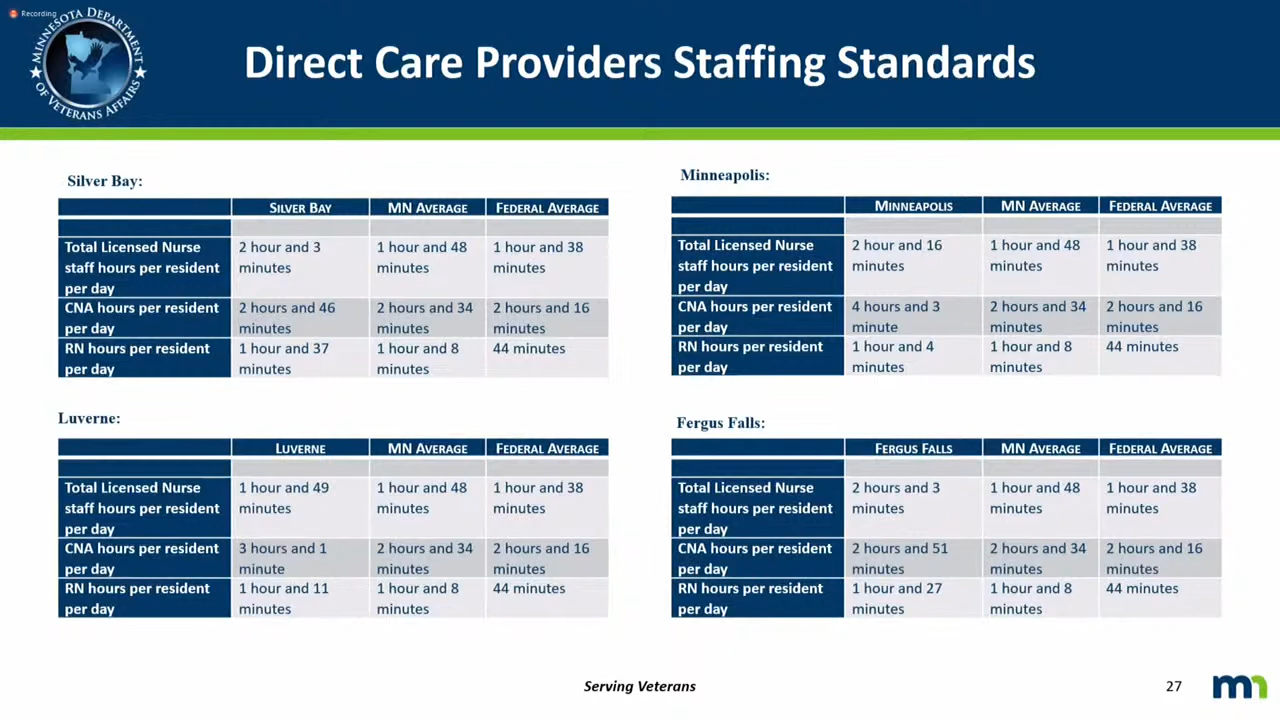 Recording
MINNESOTA DEPARTMENT
OF VETERANS AFFAIRS
Direct Care Providers Staffing Standards
Silver Bay:
SILVER BAY MN AVERAGE FEDERAL AVERAGE
Total Licensed Nurse 2 hour and 3 1 hour and 48 1 hour and 38
staff hours per resident minutes minutes minutes
per day
CNA hours per resident 2 hours and 46 2 hours and 34 2 hours and 16
per day minutes minutes minutes
RN hours per resident 1 hour and 37 1 hour and 8 44 minutes
per day minutes minutes
Minneapolis:
MINNEAPOLIS MN AVERAGE FEDERAL AVERAGE
Total Licensed Nurse 2 hour and 16 1 hour and 48 1 hour and 38
staff hours per resident minutes minutes minutes
per day
CNA hours per resident 4 hours and 3 2 hours and 34 2 hours and 16
per day minute minutes minutes
RN hours per resident 1 hour and 4 1 hour and 8 44 minutes
per day minutes minutes
Luverne:
LUVERNE MN AVERAGE FEDERAL AVERAGE
Total Licensed Nurse 1 hour and 49 1 hour and 48 1 hour and 38
staff hours per resident minutes minutes minutes
per day
CNA hours per resident 3 hours and 1 2 hours and 34 2 hours and 16
per day minute minutes minutes
RN hours per resident 1 hour and 11 1 hour and 8 44 minutes
per day minutes minutes
Fergus Falls:
FERGUS FALLS MN AVERAGE FEDERAL AVERAGE
Total Licensed Nurse 2 hours and 3 1 hour and 48 1 hour and 38
staff hours per resident minutes minutes minutes
per day
CNA hours per resident 2 hours and 51 2 hours and 34 2 hours and 16
per day minutes minutes minutes
RN hours per resident 1 hour and 27 1 hour and 8 44 minutes
per day minutes minutes
Serving Veterans
27
mn